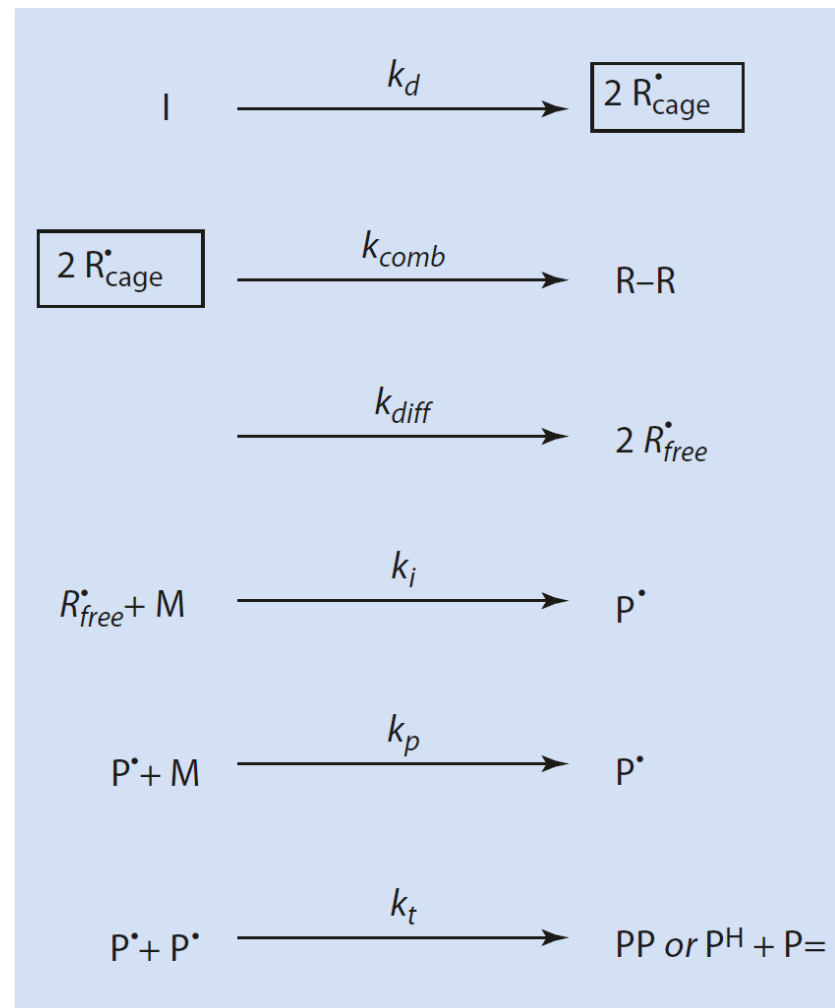 k_d
I 2 R•cage
k_comb
2 R•cage R–R
k_diff
2 R•free
k_i
R•free + M P•
k_p
P• + M P•
k_t
P• + P• PP or P^H + P=